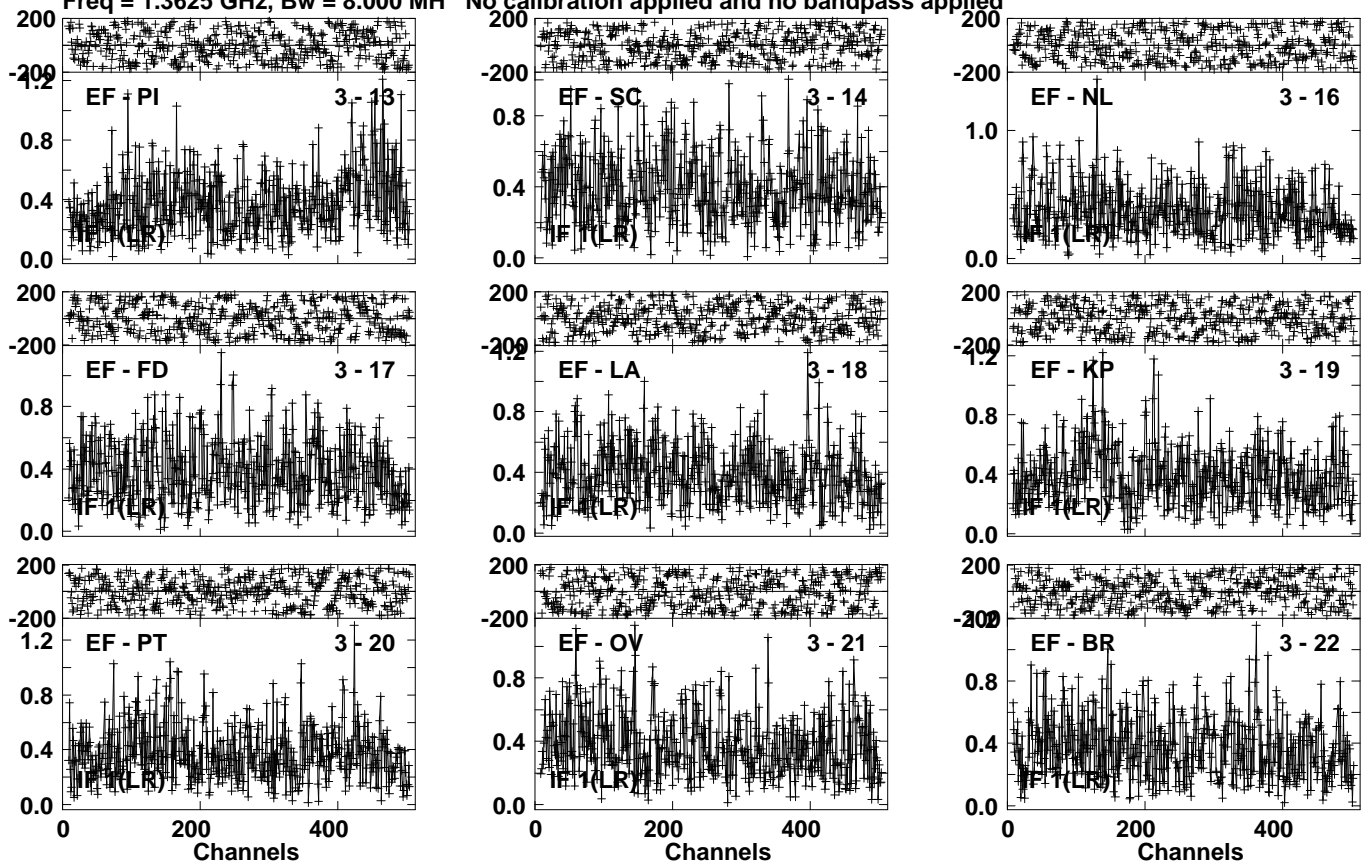 Freq = 1.3625 GHz, Bw = 8.000 MH No calibration applied and no bandpass applied
200
-200
EF - PI 3 - 13
1.2
0.8
0.4
0.0
IF 1(LR)
200
-200
EF - SC 3 - 14
0.8
0.4
0.0
IF 1(LR)
200
-200
EF - NL 3 - 16
1.0
0.0
IF 1(LR)
200
-200
EF - FD 3 - 17
0.8
0.4
0.0
IF 1(LR)
200
-200
EF - LA 3 - 18
1.2
0.8
0.4
0.0
IF 1(LR)
200
-200
EF - KP 3 - 19
1.2
0.8
0.4
0.0
IF 1(LR)
200
-200
EF - PT 3 - 20
1.2
0.8
0.4
0.0
IF 1(LR)
0 200 400
Channels
200
-200
EF - OV 3 - 21
0.8
0.4
0.0
IF 1(LR)
0 200 400
Channels
200
-200
EF - BR 3 - 22
1.2
0.8
0.4
0.0
IF 1(LR)
0 200 400
Channels